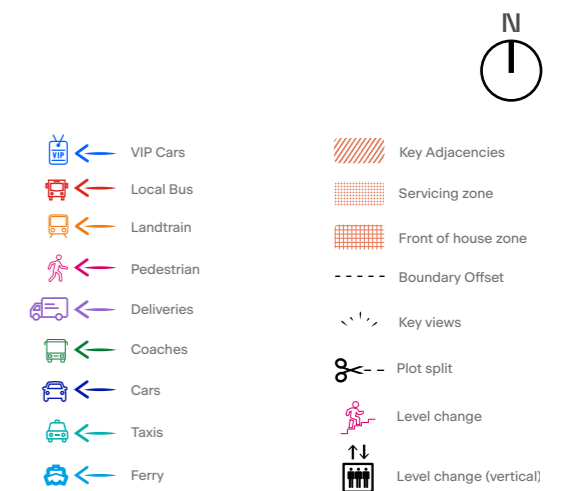 N
VIP
VIP Cars
Local Bus
Landtrain
Pedestrian
Deliveries
Coaches
Cars
Taxis
Ferry
Key Adjacencies
Servicing zone
Front of house zone
Boundary Offset
Key views
Plot split
Level change
Level change (vertical)